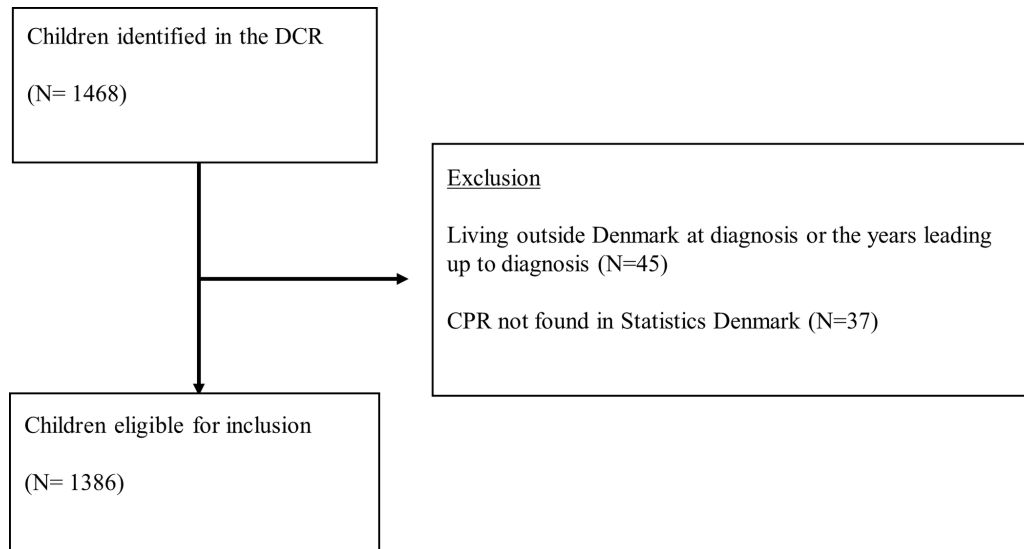 Children identified in the DCR
(N= 1468)
Exclusion
Living outside Denmark at diagnosis or the years leading
up to diagnosis (N=45)
CPR not found in Statistics Denmark (N=37)
Children eligible for inclusion
(N= 1386)